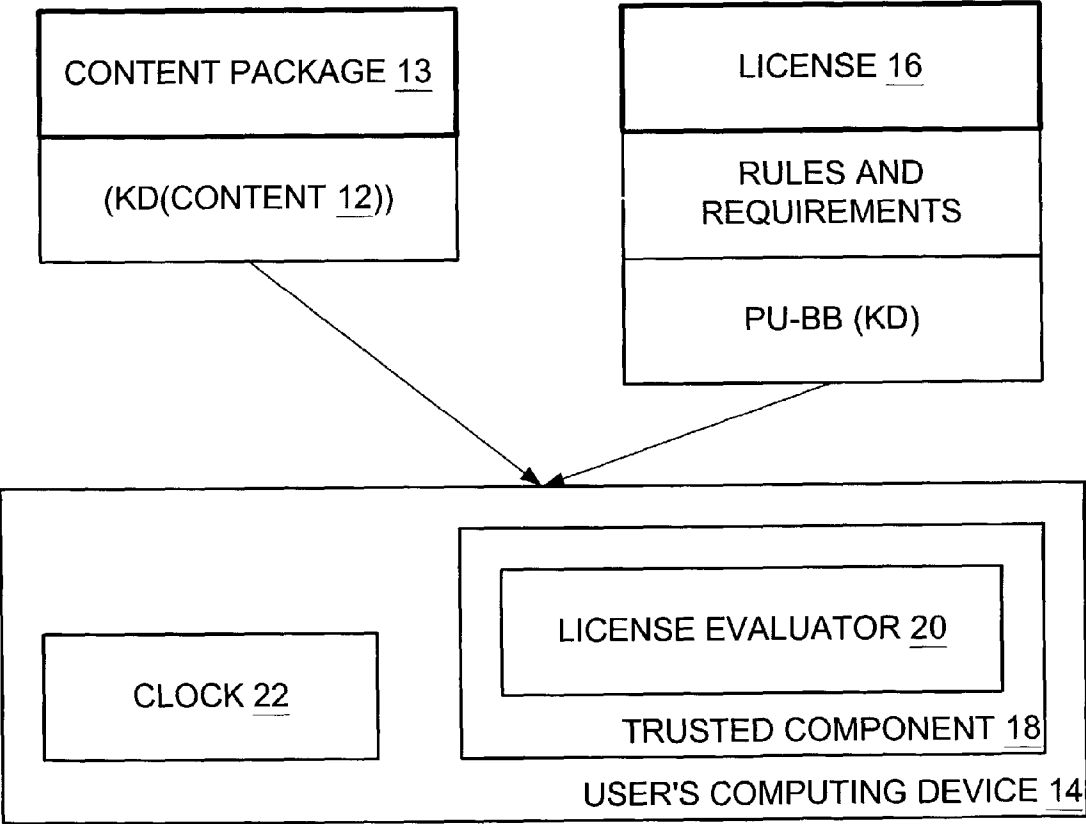 CONTENT PACKAGE 13
(KD(CONTENT 12))
LICENSE 16
RULES AND
REQUIREMENTS
PU-BB (KD)
CLOCK 22
LICENSE EVALUATOR 20
TRUSTED COMPONENT 18
USER'S COMPUTING DEVICE 14